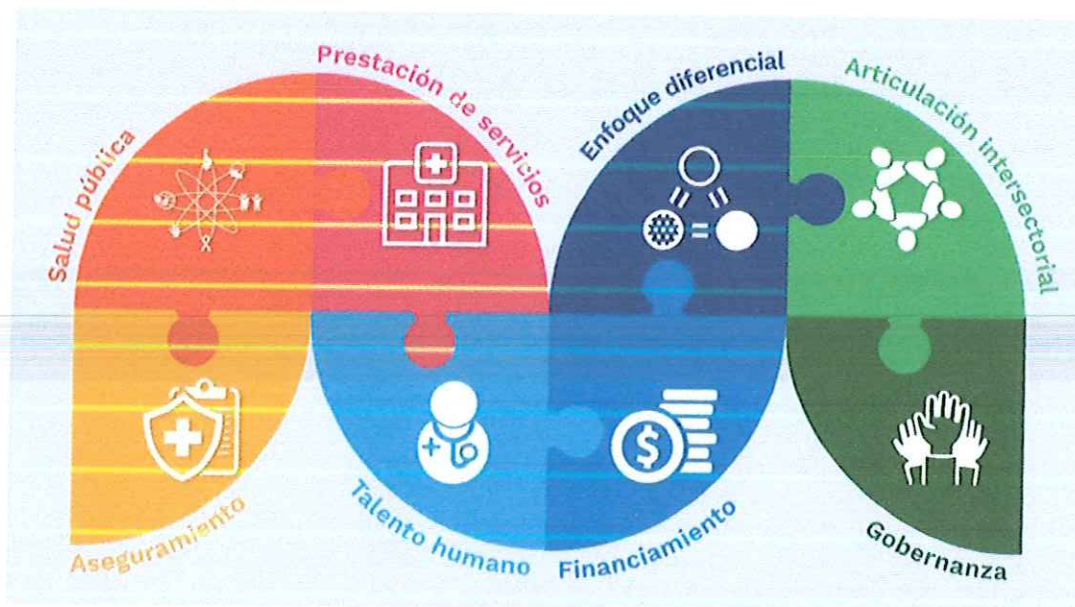 Salud pública
Prestación de servicios
Enfoque diferencial
Articulación intersectorial
Aseguramiento
Talento humano
Financiamiento
Gobernanza
$